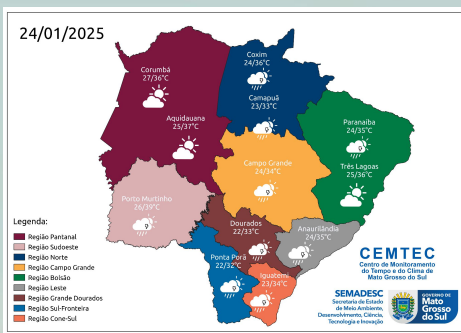 24/01/2025
Coxim
24/36°C
Corumbá
27/36°C
Camapuã
23/33°C
Aquidauana
25/37°C
Paranaíba
24/35°C
Campo Grande
24/34°C
Três Lagoas
25/36°C
Porto Murtinho
26/39°C
Dourados
22/33°C
Anaurilândia
24/35°C
Ponta Porã
22/32°C
Iguatemi
23/34°C
Legenda:
Região Pantanal
Região Sudoeste
Região Norte
Região Campo Grande
Região Bolsão
Região Leste
Região Grande Dourados
Região Sul-Fronteira
Região Cone-Sul
CEMTEC
Centro de Monitoramento
do Tempo e do Clima de
Mato Grosso do Sul
SEMADESC
Secretaria de Estado
de Meio Ambiente,
Desenvolvimento, Ciência,
Tecnologia e Inovação
GOVERNO DE
Mato
Grosso
do Sul